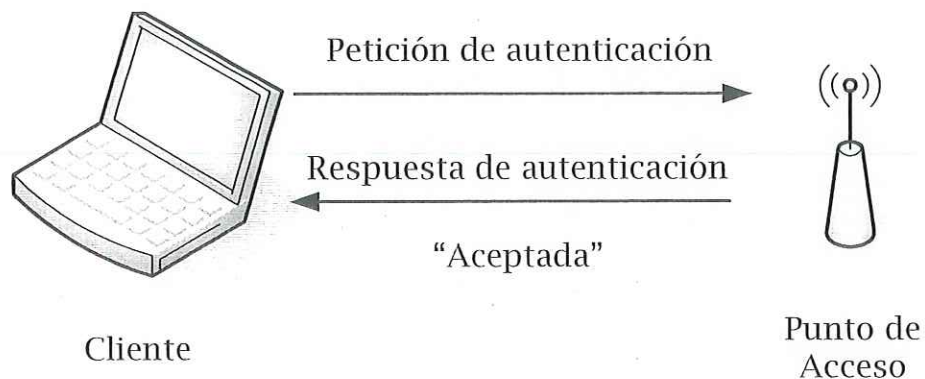 Petición de autenticación
Respuesta de autenticación
“Aceptada”
Cliente
Punto de
Acceso